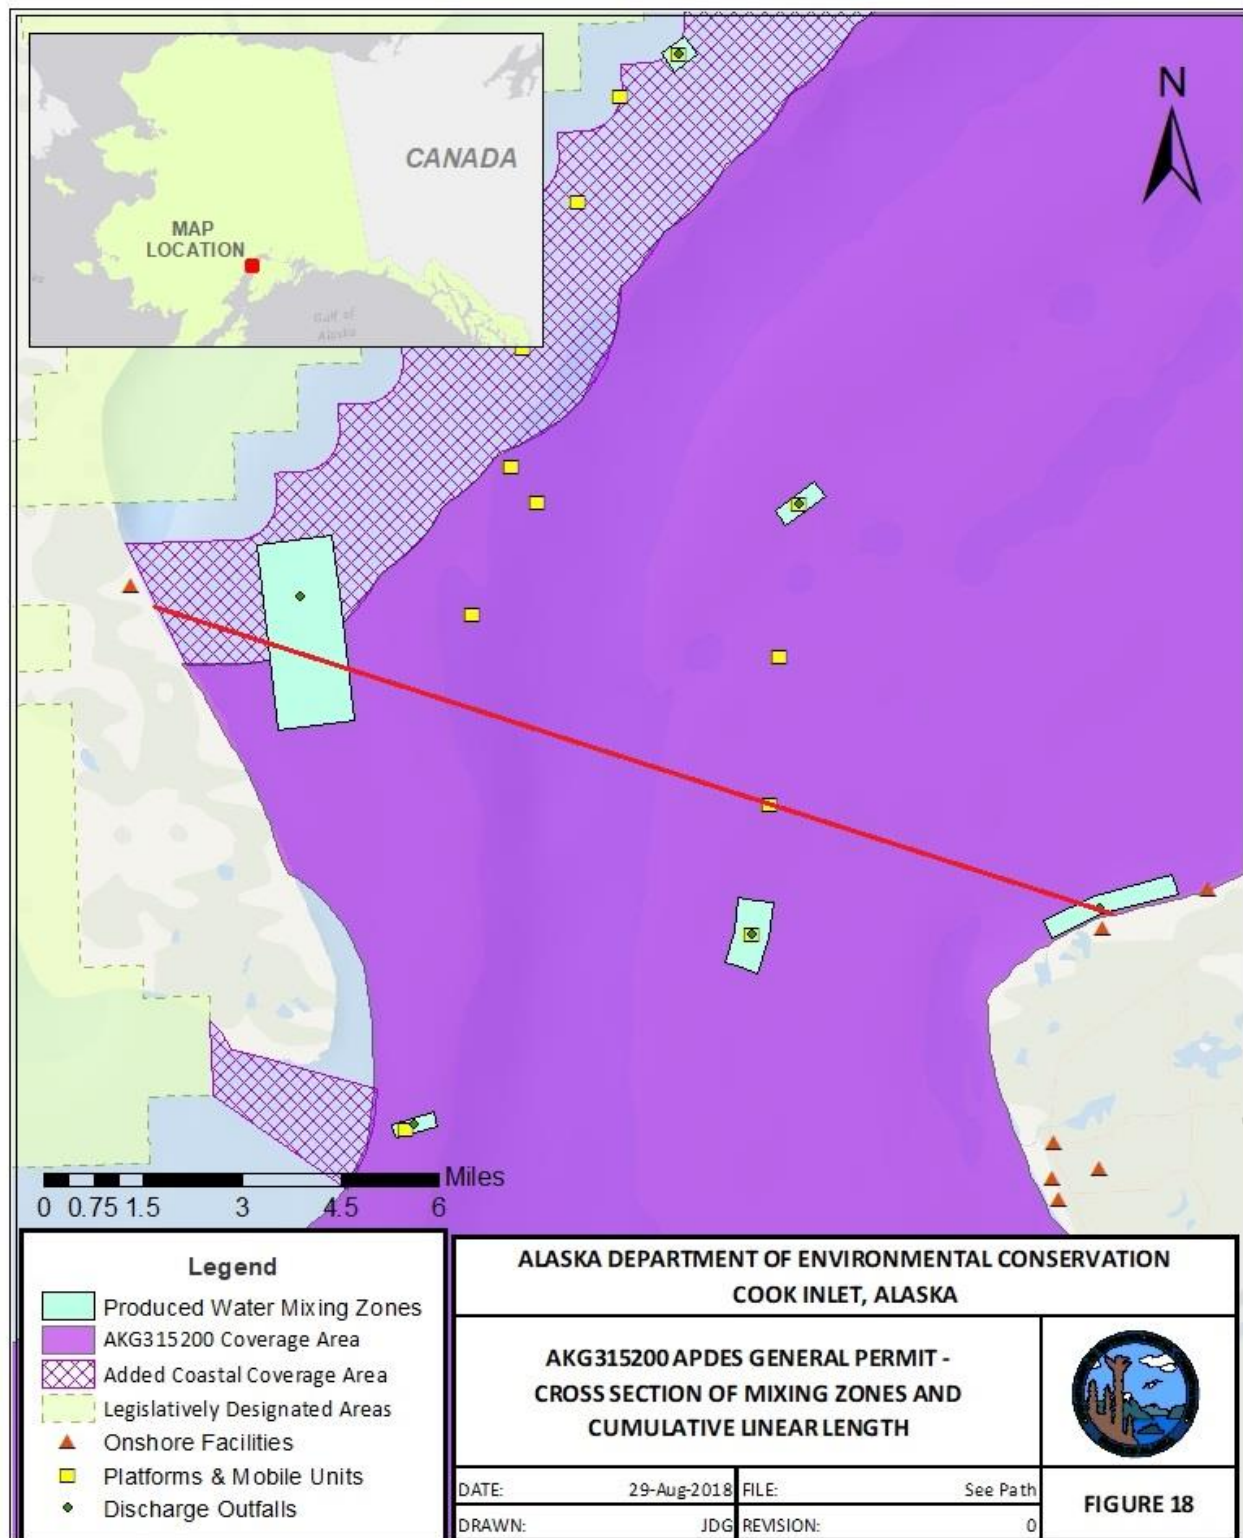 N
CANADA
MAP
LOCATION
Gulf of
Alaska
Miles
0 0.75 1.5 3 4.5 6
Legend
Produced Water Mixing Zones
AKG315200 Coverage Area
Added Coastal Coverage Area
Legislatively Designated Areas
Onshore Facilities
Platforms & Mobile Units
Discharge Outfalls
ALASKA DEPARTMENT OF ENVIRONMENTAL CONSERVATION
COOK INLET, ALASKA
AKG315200 APDES GENERAL PERMIT -
CROSS SECTION OF MIXING ZONES AND
CUMULATIVE LINEAR LENGTH
DATE: 29-Aug-2018 FILE: See Path
DRAWN: JDG REVISION: 0
FIGURE 18